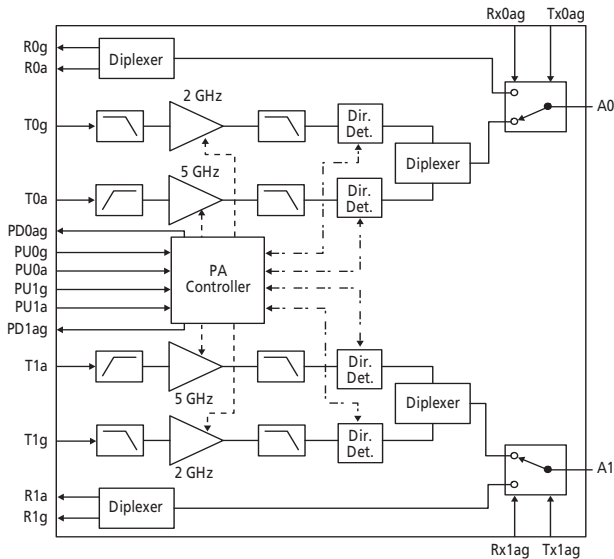 Rx0ag Tx0ag
R0g
R0a
Diplexer
A0
2 GHz
T0g
Dir.
Det.
Diplexer
5 GHz
T0a
Dir.
Det.
PD0ag
PU0g
PU0a
PU1g
PU1a
PD1ag
PA
Controller
T1a
5 GHz
Dir.
Det.
Diplexer
T1g
2 GHz
Dir.
Det.
A1
R1a
R1g
Diplexer
Rx1ag Tx1ag